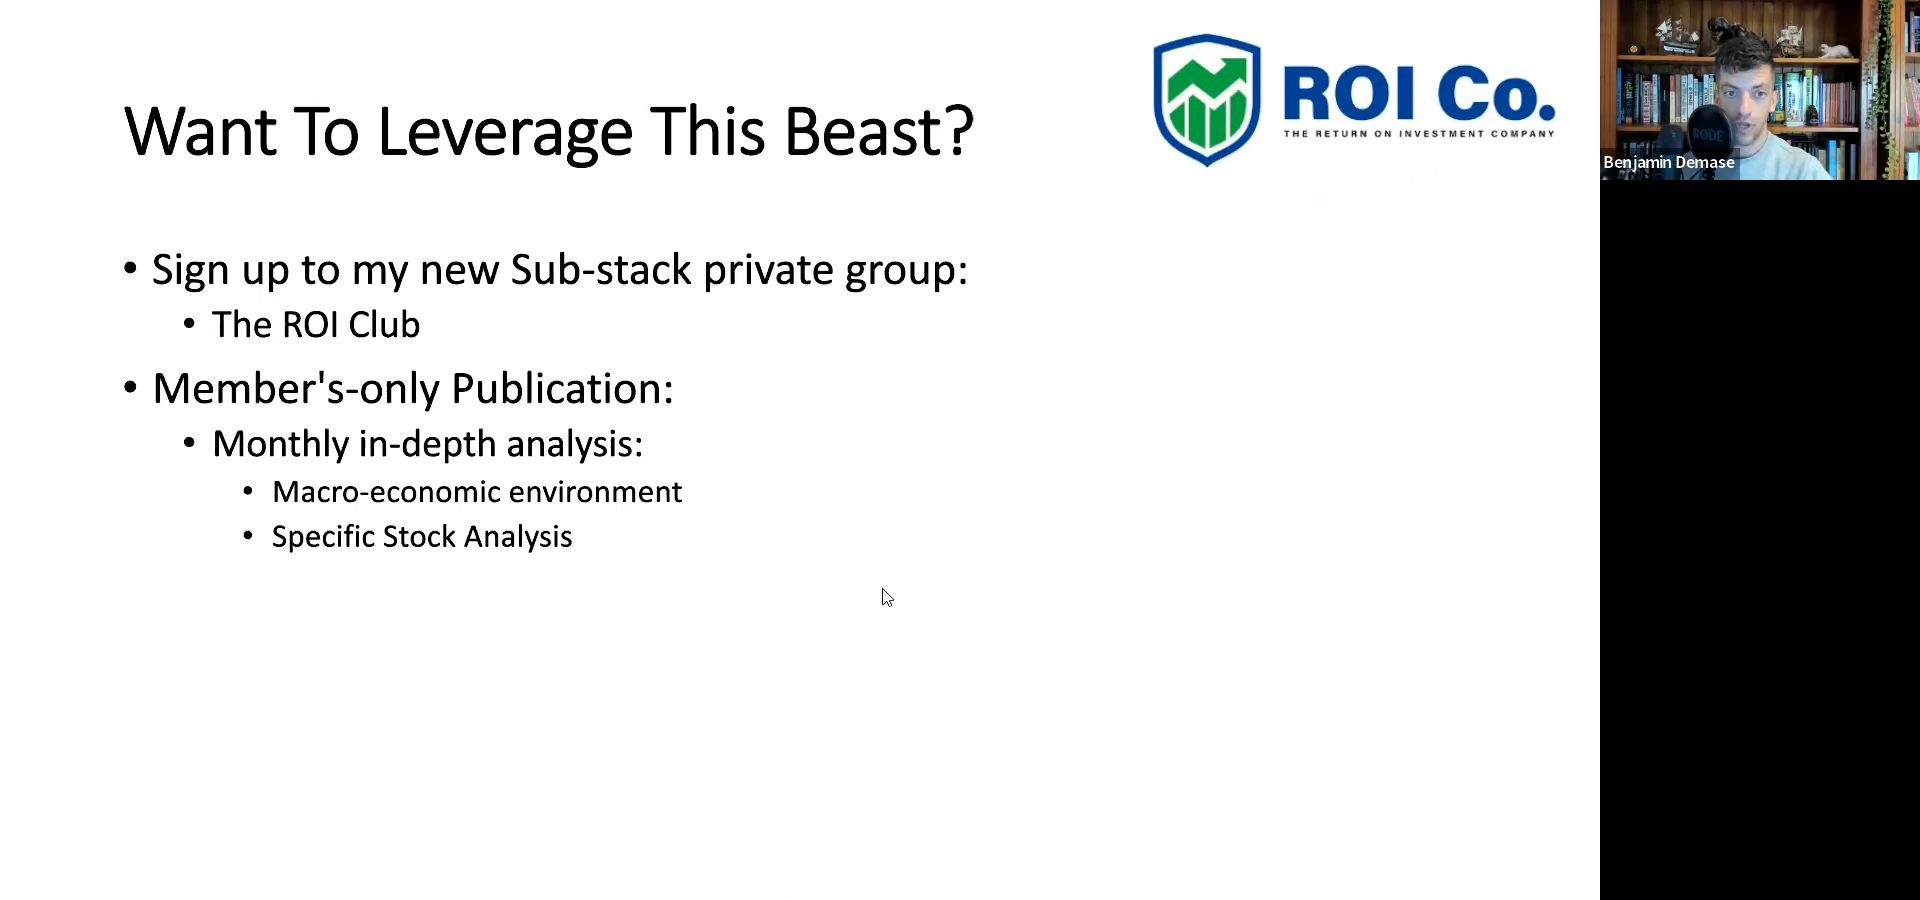 Want To Leverage This Beast?
ROI Co.
THE RETURN ON INVESTMENT COMPANY
• Sign up to my new Sub-stack private group:
• The ROI Club
• Member's-only Publication:
• Monthly in-depth analysis:
• Macro-economic environment
• Specific Stock Analysis
RØDE
Benjamin Demase